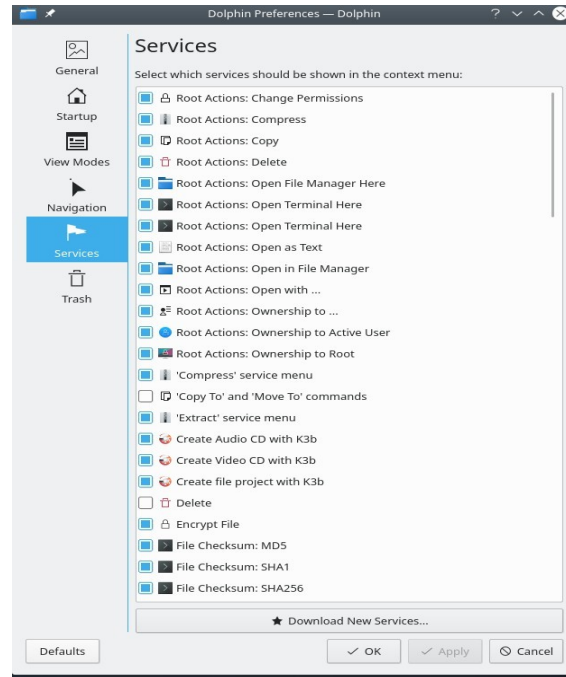 Dolphin Preferences — Dolphin
General
Startup
View Modes
Navigation
Services
Trash
Services
Select which services should be shown in the context menu:
Root Actions: Change Permissions
Root Actions: Compress
Root Actions: Copy
Root Actions: Delete
Root Actions: Open File Manager Here
Root Actions: Open Terminal Here
Root Actions: Open Terminal Here
Root Actions: Open as Text
Root Actions: Open in File Manager
Root Actions: Open with ...
Root Actions: Ownership to ...
Root Actions: Ownership to Active User
Root Actions: Ownership to Root
'Compress' service menu
'Copy To' and 'Move To' commands
'Extract' service menu
Create Audio CD with K3b
Create Video CD with K3b
Create file project with K3b
Delete
Encrypt File
File Checksum: MD5
File Checksum: SHA1
File Checksum: SHA256
Download New Services...
Defaults
OK
Apply
Cancel